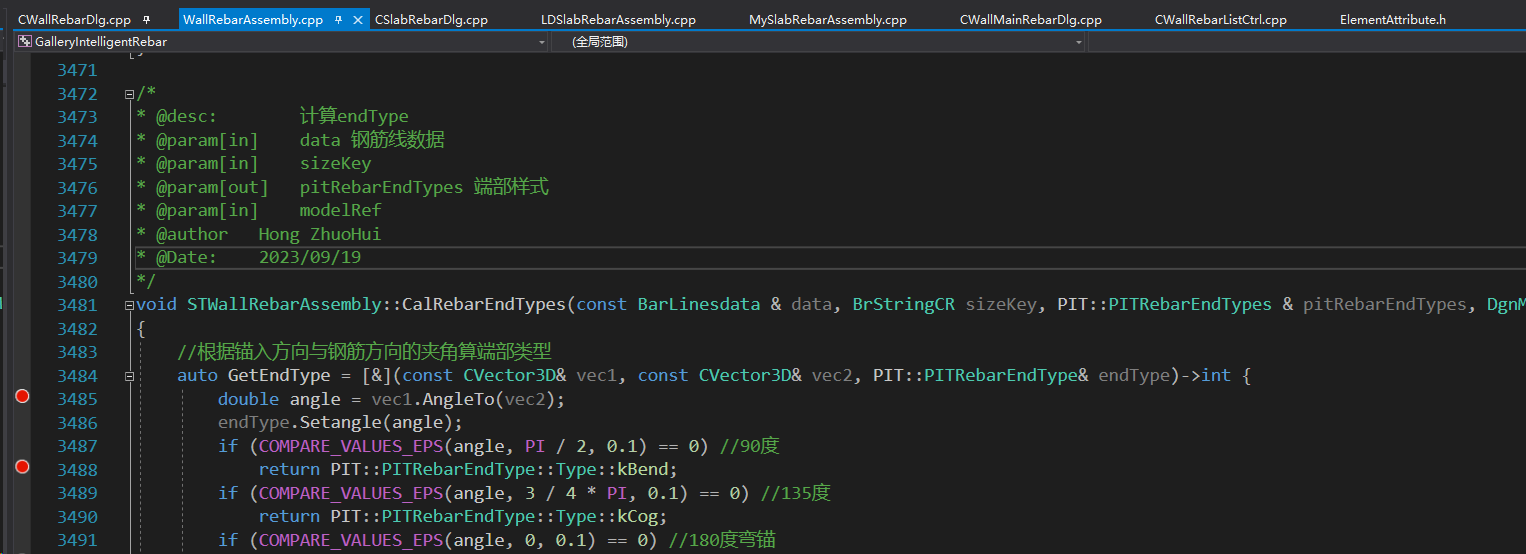 CWallRebarDlg.cpp WallRebarAssembly.cpp CSlabRebarDlg.cpp LDSlabRebarAssembly.cpp MySlabRebarAssembly.cpp CWallMainRebarDlg.cpp CWallRebarListCtrl.cpp ElementAttribute.h
GalleryIntelligentRebar (全局范围)
3471
3472 /*
3473 * @desc: 计算endType
3474 * @param[in] data 钢筋线数据
3475 * @param[in] sizeKey
3476 * @param[out] pitRebarEndTypes 端部样式
3477 * @param[in] modelRef
3478 * @author Hong ZhuoHui
3479 * @Date: 2023/09/19
3480 */
3481 void STWallRebarAssembly::CalRebarEndTypes(const BarLinesdata & data, BrStringCR sizeKey, PIT::PITRebarEndTypes & pitRebarEndTypes, DgnM
3482 {
3483 //根据锚入方向与钢筋方向的夹角算端部类型
3484 auto GetEndType = [&](const CVector3D& vec1, const CVector3D& vec2, PIT::PITRebarEndType& endType)->int {
3485 double angle = vec1.AngleTo(vec2);
3486 endType.Setangle(angle);
3487 if (COMPARE_VALUES_EPS(angle, PI / 2, 0.1) == 0) //90度
3488 return PIT::PITRebarEndType::Type::kBend;
3489 if (COMPARE_VALUES_EPS(angle, 3 / 4 * PI, 0.1) == 0) //135度
3490 return PIT::PITRebarEndType::Type::kCog;
3491 if (COMPARE_VALUES_EPS(angle, 0, 0.1) == 0) //180度弯锚